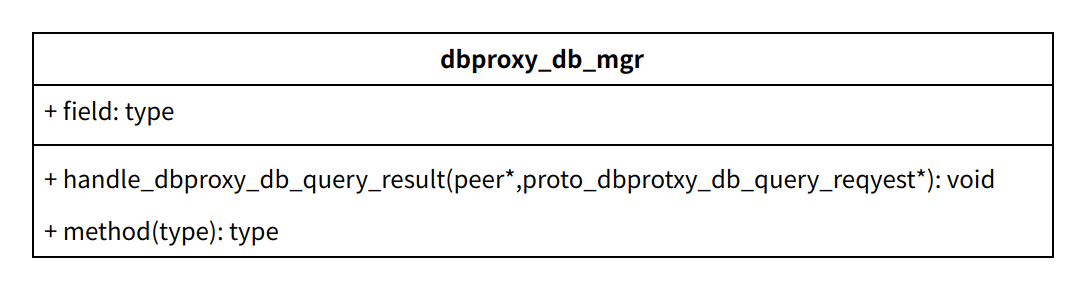 dbproxy_db_mgr
+ field: type
+ handle_dbproxy_db_query_result(peer*,proto_dbprotxy_db_query_reqyest*): void
+ method(type): type